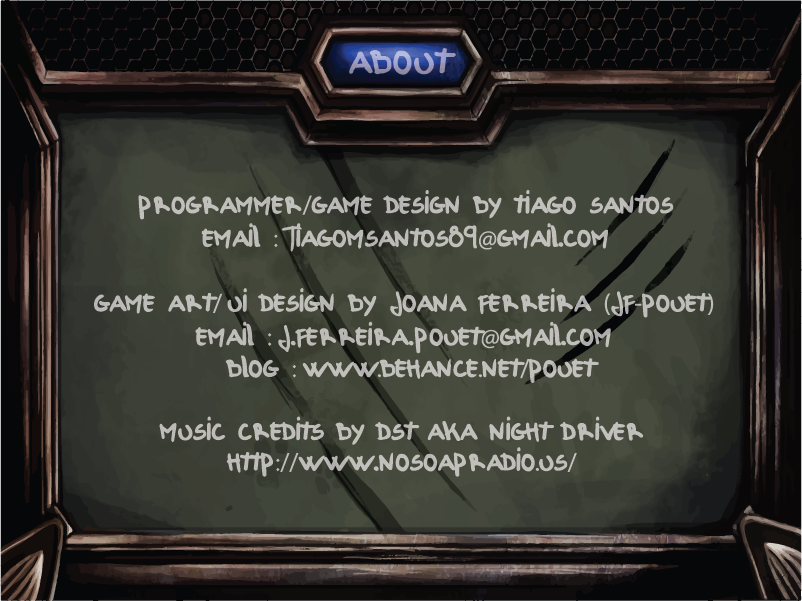 ABOUT
PROGRAMMER/GAME DESiGN BY TiAGO SANTOS
EMAil : TiAGOMSANTOS89@GMAil.COM
GAME ART/ Ui DESiGN BY JOANA FERREiRA (JF-POUET)
EMAil : J.FERREiRA.POUET@GMAil.COM
BlOG : WWW.BEHANCE.NET/POUET
MUSiC CREDiTS BY DST AKA NiGHT DRiVER
HTTP://WWW.NOSOAPRADiO.US/